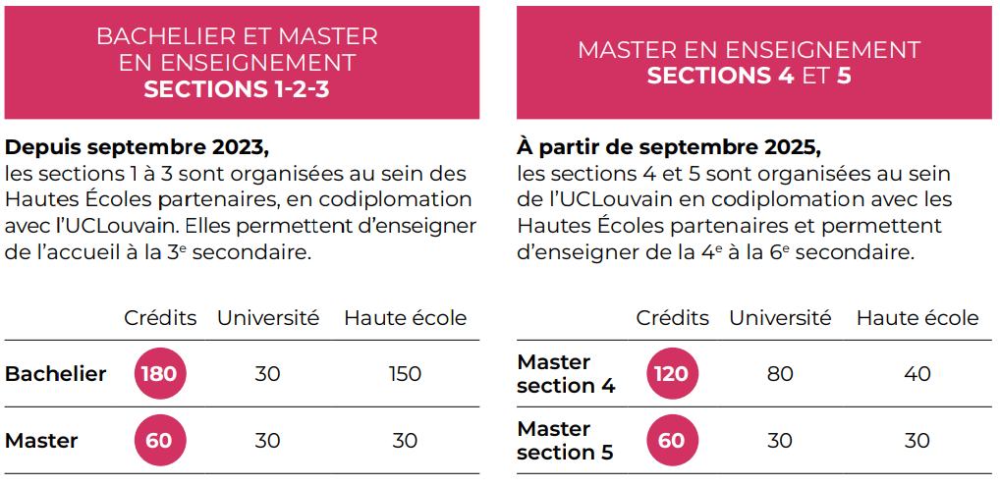 BACHELIER ET MASTER
EN ENSEIGNEMENT
SECTIONS 1-2-3
Depuis septembre 2023,
les sections 1 à 3 sont organisées au sein des
Hautes Écoles partenaires, en codiplomation
avec l’UCLouvain. Elles permettent d’enseigner
de l’accueil à la 3e secondaire.
Crédits Université Haute école
Bachelier 180 30 150
Master 60 30 30
MASTER EN ENSEIGNEMENT
SECTIONS 4 ET 5
À partir de septembre 2025,
les sections 4 et 5 sont organisées au sein
de l’UCLouvain en codiplomation avec les
Hautes Écoles partenaires et permettent
d’enseigner de la 4e à la 6e secondaire.
Crédits Université Haute école
Master
section 4 120 80 40
Master
section 5 60 30 30